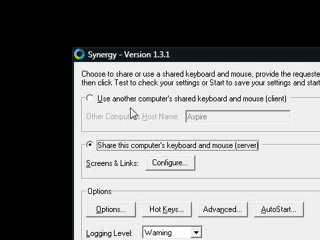 Synergy - Version 1.3.1
Choose to share or use a shared keyboard and mouse, provide the requeste
then click Test to check your settings or Start to save your settings and start
Use another computer's shared keyboard and mouse (client)
Other Computer's Host Name: Aspire
Share this computer's keyboard and mouse (server)
Screens & Links: Configure...
Options
Options... Hot Keys... Advanced... AutoStart...
Logging Level: Warning